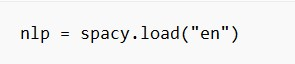 nlp = spacy.load("en")